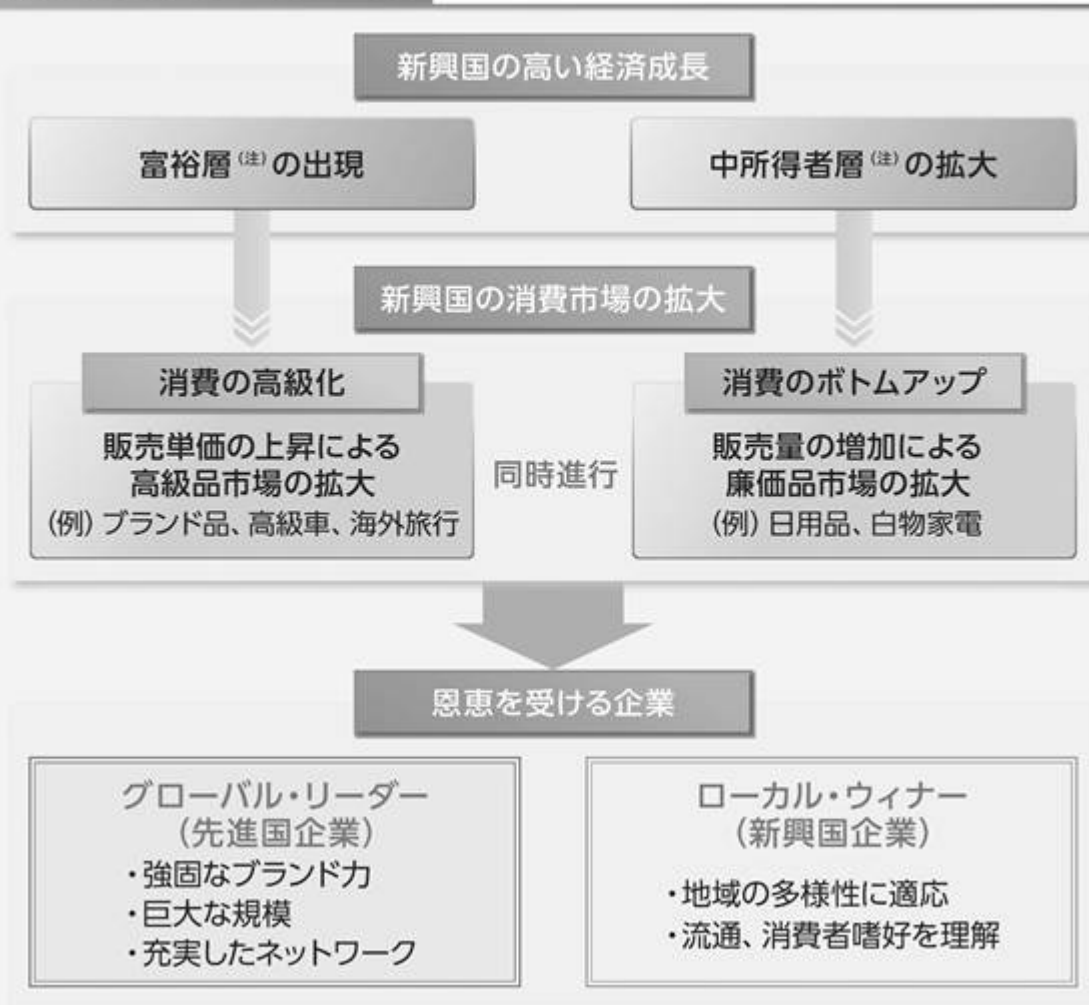 新興国の高い経済成長
富裕層(注)の出現
中所得者層(注)の拡大
新興国の消費市場の拡大
消費の高級化
販売単価の上昇による
高級品市場の拡大
(例)ブランド品、高級車、海外旅行
同時進行
消費のボトムアップ
販売量の増加による
廉価品市場の拡大
(例)日用品、白物家電
恩恵を受ける企業
グローバル・リーダー
(先進国企業)
・強固なブランド力
・巨大な規模
・充実したネットワーク
ローカル・ウィナー
(新興国企業)
・地域の多様性に適応
・流通、消費者嗜好を理解